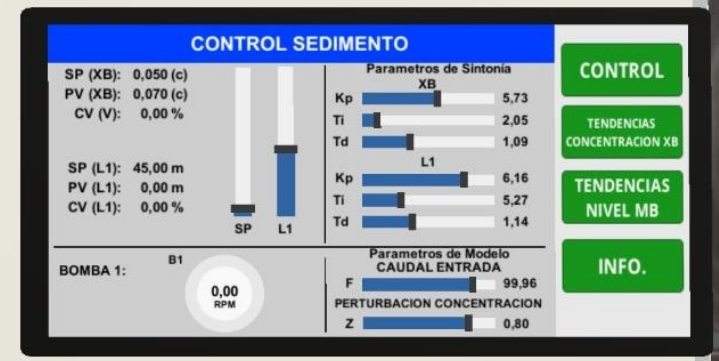 CONTROL SEDIMENTO
SP (XB): 0,050 (c)
PV (XB): 0,070 (c)
CV (V): 0,00 %
SP (L1): 45,00 m
PV (L1): 0,00 m
CV (L1): 0,00 %
SP L1
Parametros de Sintonía
XB
Kp 5,73
Ti 2,05
Td 1,09
L1
Kp 6,16
Ti 5,27
Td 1,14
BOMBA 1:
B1
0,00
RPM
Parametros de Modelo
CAUDAL ENTRADA
F 99,96
PERTURBACION CONCENTRACION
Z 0,80
CONTROL
TENDENCIAS
CONCENTRACION XB
TENDENCIAS
NIVEL MB
INFO.